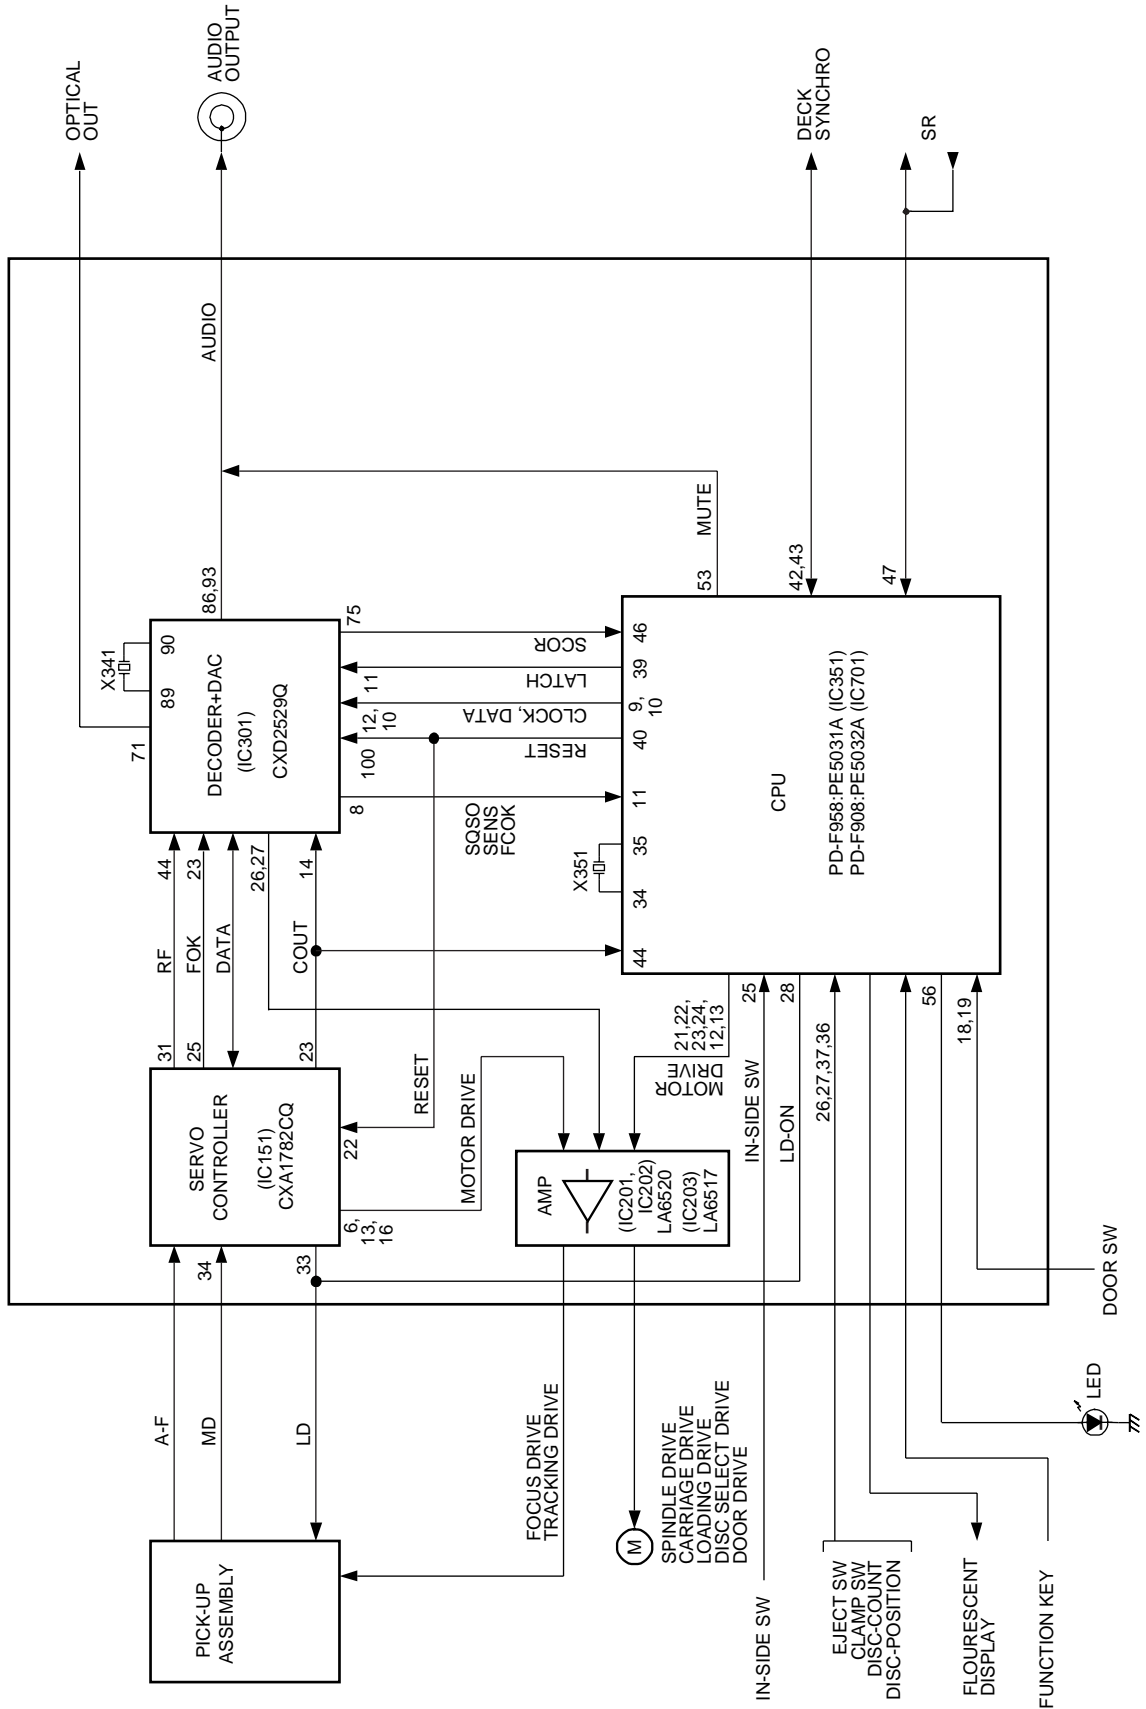 OPTICAL
OUT
AUDIO
OUTPUT
DECK
SYNCHRO
SR
AUDIO
MUTE
86,93
53
42,43
47
X341
89
90
71
DECODER+DAC
(IC301)
CXD2529Q
75
11
12,
10
100
8
SCOR
LATCH
CLOCK, DATA
RESET
SQSO
SENS
FCOK
46
39
9,
10
40
11
X351
35
34
44
CPU
PD-F958:PE5031A (IC351)
PD-F908:PE5032A (IC701)
44
23
26,27
14
RF
FOK
DATA
COUT
31
25
23
SERVO
CONTROLLER
(IC151)
CXA1782CQ
22
RESET
6,
13,
16
MOTOR DRIVE
34
33
AMP
(IC201,
IC202)
LA6520
(IC203)
LA6517
21,22,
23,24,
12,13
MOTOR
DRIVE
25
IN-SIDE SW
28
LD-ON
26,27,37,36
56
18,19
DOOR SW
A-F
MD
LD
PICK-UP
ASSEMBLY
FOCUS DRIVE
TRACKING DRIVE
M
SPINDLE DRIVE
CARRIAGE DRIVE
LOADING DRIVE
DISC SELECT DRIVE
DOOR DRIVE
IN-SIDE SW
EJECT SW
CLAMP SW
DISC-COUNT
DISC-POSITION
FLOURESCENT
DISPLAY
FUNCTION KEY
LED